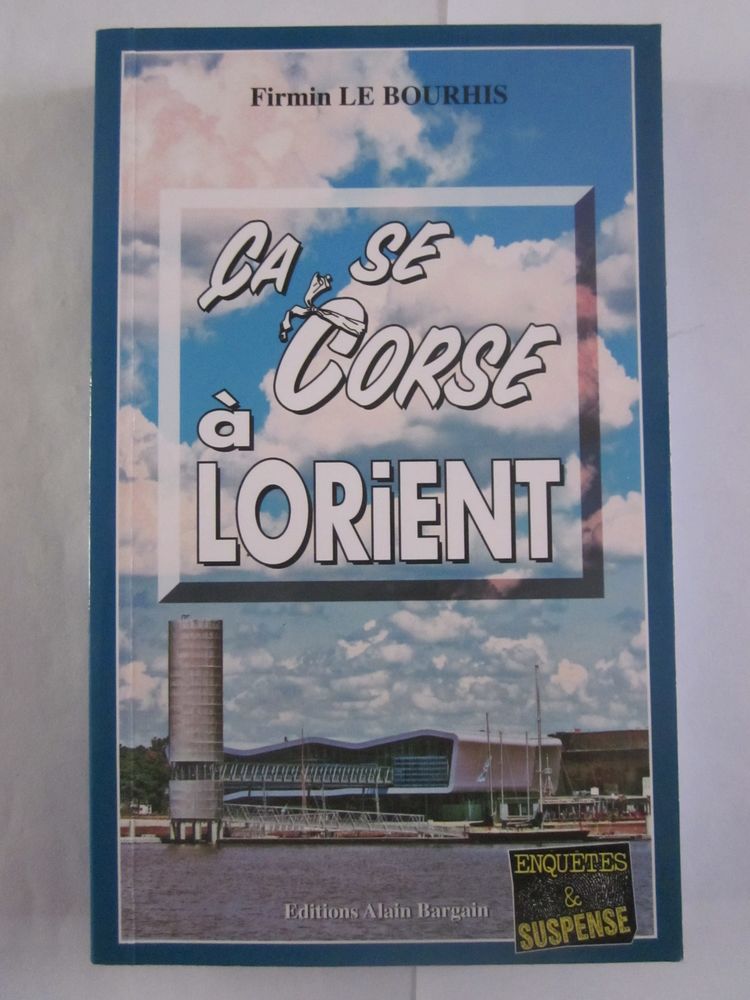 Firmin LE BOURHIS
ÇA SE
CORSE
à
LORiENT
Editions Alain Bargain
ENQUÊTES
&
SUSPENSE